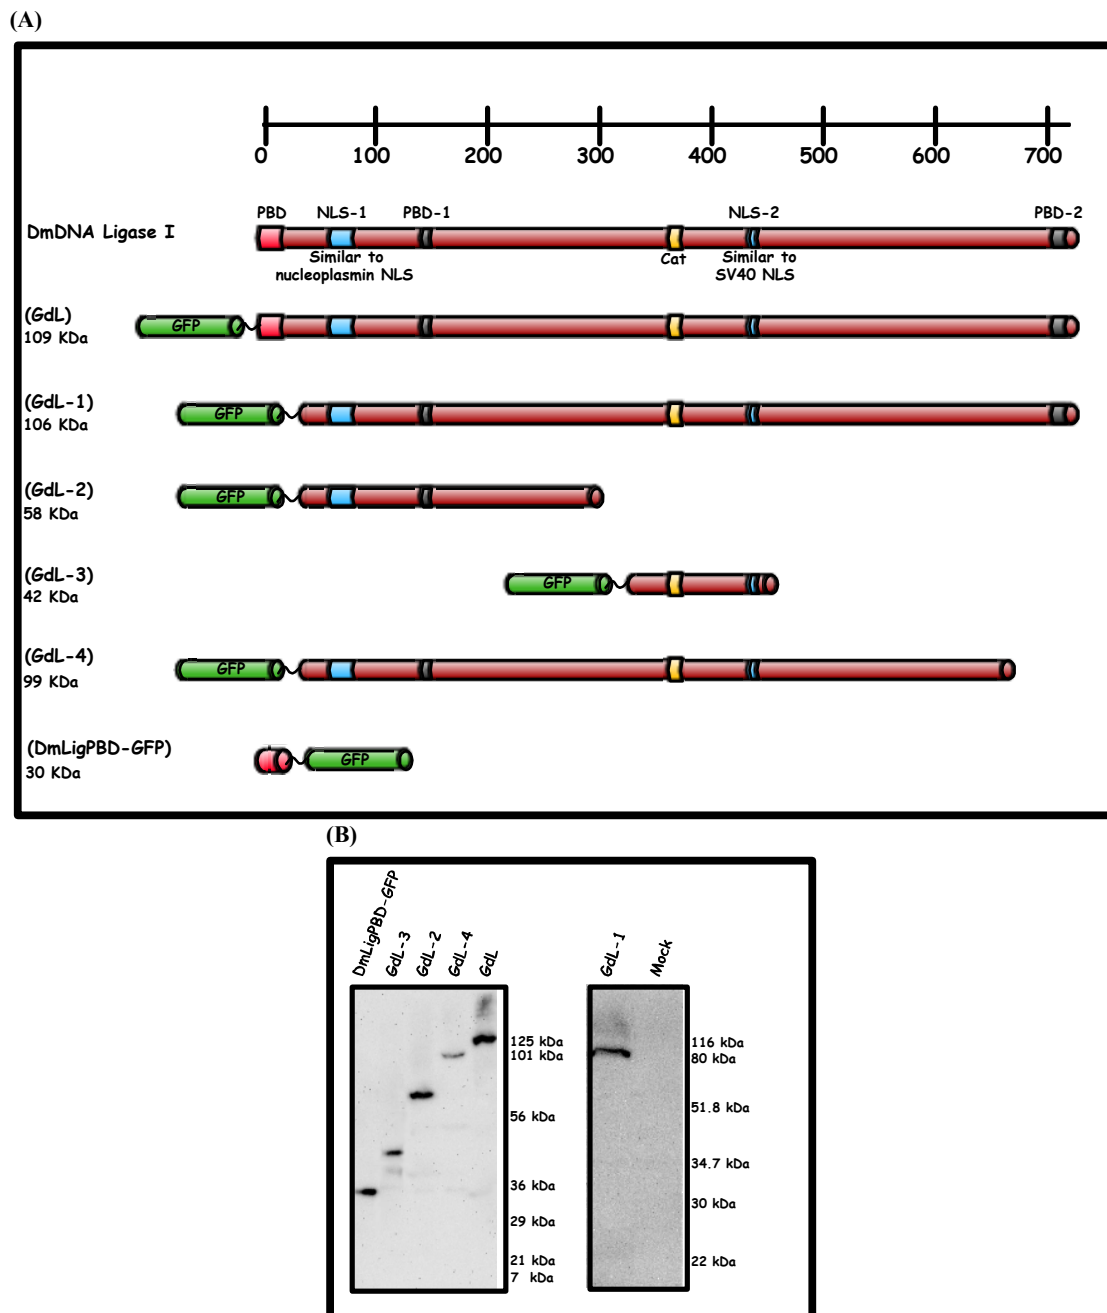 (A)
0 100 200 300 400 500 600 700
PBD NLS-1 PBD-1 NLS-2 PBD-2
DmDNA Ligase I
Similar to nucleoplasmin NLS
Cat
Similar to SV40 NLS
(GdL)
109 KDa
GFP
(GdL-1)
106 KDa
GFP
(GdL-2)
58 KDa
GFP
(GdL-3)
42 KDa
GFP
(GdL-4)
99 KDa
GFP
(DmLigPBD-GFP)
30 KDa
GFP
(B)
DmLigPBD-GFP
GdL-3
GdL-2
GdL-4
GdL
125 kDa
101 kDa
56 kDa
36 kDa
29 kDa
21 kDa
7 kDa
GdL-1
Mock
116 kDa
80 kDa
51.8 kDa
34.7 kDa
30 kDa
22 kDa